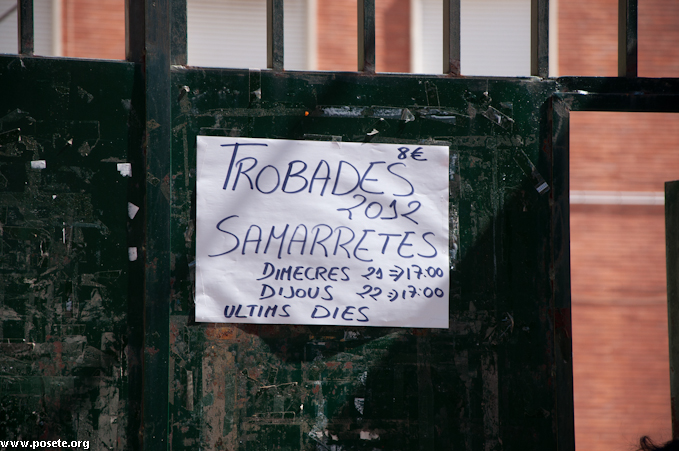 8€
TROBADES
2012
SAMARRETES
DIMECRES 21⇒17:00
DIJOUS 22⇒17:00
ULTIMS DIES
www.posete.org